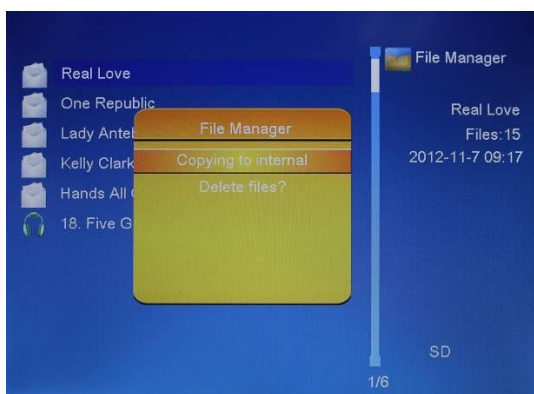 File Manager
Real Love
One Republic
Lady Antel
Kelly Clark
Hands All
18. Five G
File Manager
Copying to internal
Delete files?
Real Love
Files:15
2012-11-7 09:17
SD
1/6